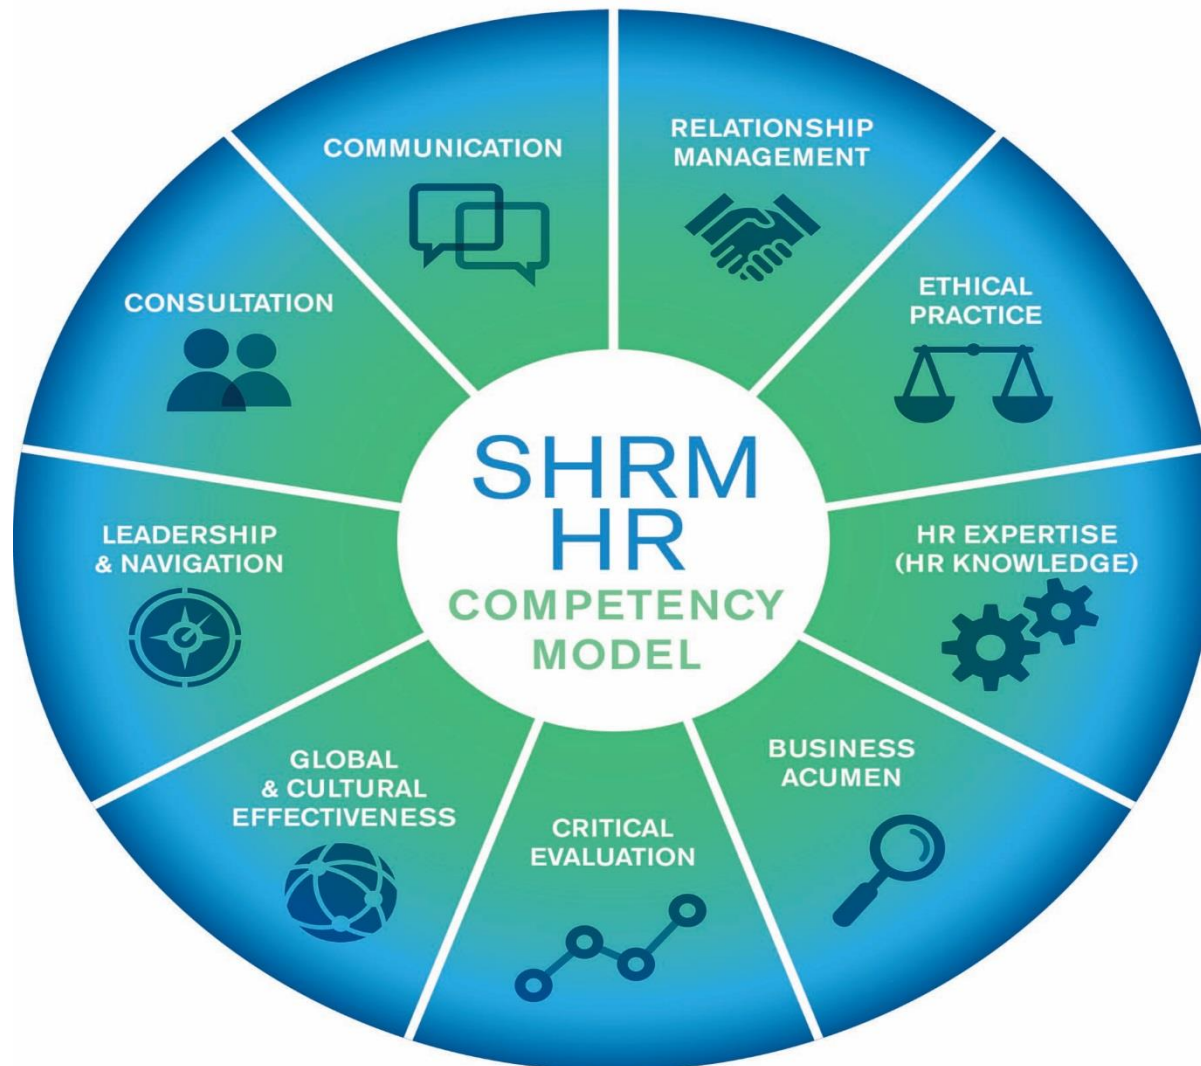 COMMUNICATION
RELATIONSHIP
MANAGEMENT
CONSULTATION
ETHICAL
PRACTICE
SHRM
HR
COMPETENCY
MODEL
LEADERSHIP
& NAVIGATION
HR EXPERTISE
(HR KNOWLEDGE)
GLOBAL
& CULTURAL
EFFECTIVENESS
CRITICAL
EVALUATION
BUSINESS
ACUMEN